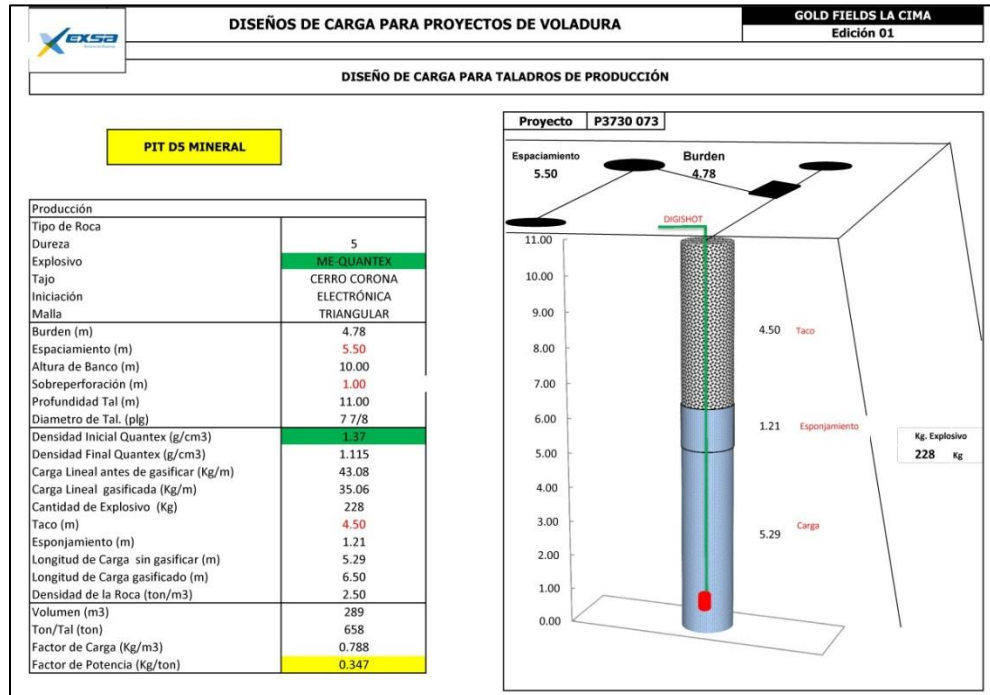 exsa
DISEÑOS DE CARGA PARA PROYECTOS DE VOLADURA
GOLD FIELDS LA CIMA
Edición 01
DISEÑO DE CARGA PARA TALADROS DE PRODUCCIÓN
PIT D5 MINERAL
Producción
Tipo de Roca
Dureza 5
Explosivo ME-QUANTEX
Tajo CERRO CORONA
Iniciación ELECTRÓNICA
Malla TRIANGULAR
Burden (m) 4.78
Espaciamiento (m) 5.50
Altura de Banco (m) 10.00
Sobreperforación (m) 1.00
Profundidad Tal (m) 11.00
Diametro de Tal. (plg) 7 7/8
Densidad Inicial Quantex (g/cm3) 1.37
Densidad Final Quantex (g/cm3) 1.115
Carga Lineal antes de gasificar (Kg/m) 43.08
Carga Lineal gasificada (Kg/m) 35.06
Cantidad de Explosivo (Kg) 228
Taco (m) 4.50
Esponjamiento (m) 1.21
Longitud de Carga sin gasificar (m) 5.29
Longitud de Carga gasificado (m) 6.50
Densidad de la Roca (ton/m3) 2.50
Volumen (m3) 289
Ton/Tal (ton) 658
Factor de Carga (Kg/m3) 0.788
Factor de Potencia (Kg/ton) 0.347
Proyecto P3730 073
Espaciamiento
5.50
Burden
4.78
DIGISHOT
11.00
10.00
9.00
8.00
7.00
6.00
5.00
4.00
3.00
2.00
1.00
0.00
4.50 Taco
1.21 Esponjamiento
5.29 Carga
Kg. Explosivo
228 Kg